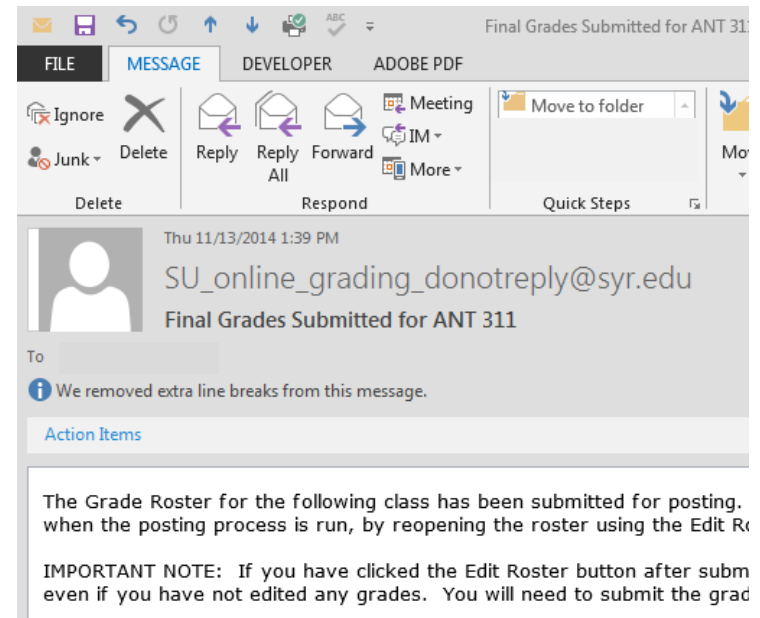 ABC
Final Grades Submitted for ANT 311
FILE MESSAGE DEVELOPER ADOBE PDF
Ignore
Junk
Delete
Reply
Reply All
Forward
Meeting
IM
More
Move to folder
Delete Respond Quick Steps
Thu 11/13/2014 1:39 PM
SU_online_grading_donotreply@syr.edu
Final Grades Submitted for ANT 311
To
We removed extra line breaks from this message.
Action Items
The Grade Roster for the following class has been submitted for posting.
when the posting process is run, by reopening the roster using the Edit
IMPORTANT NOTE: If you have clicked the Edit Roster button after
even if you have not edited any grades. You will need to submit the